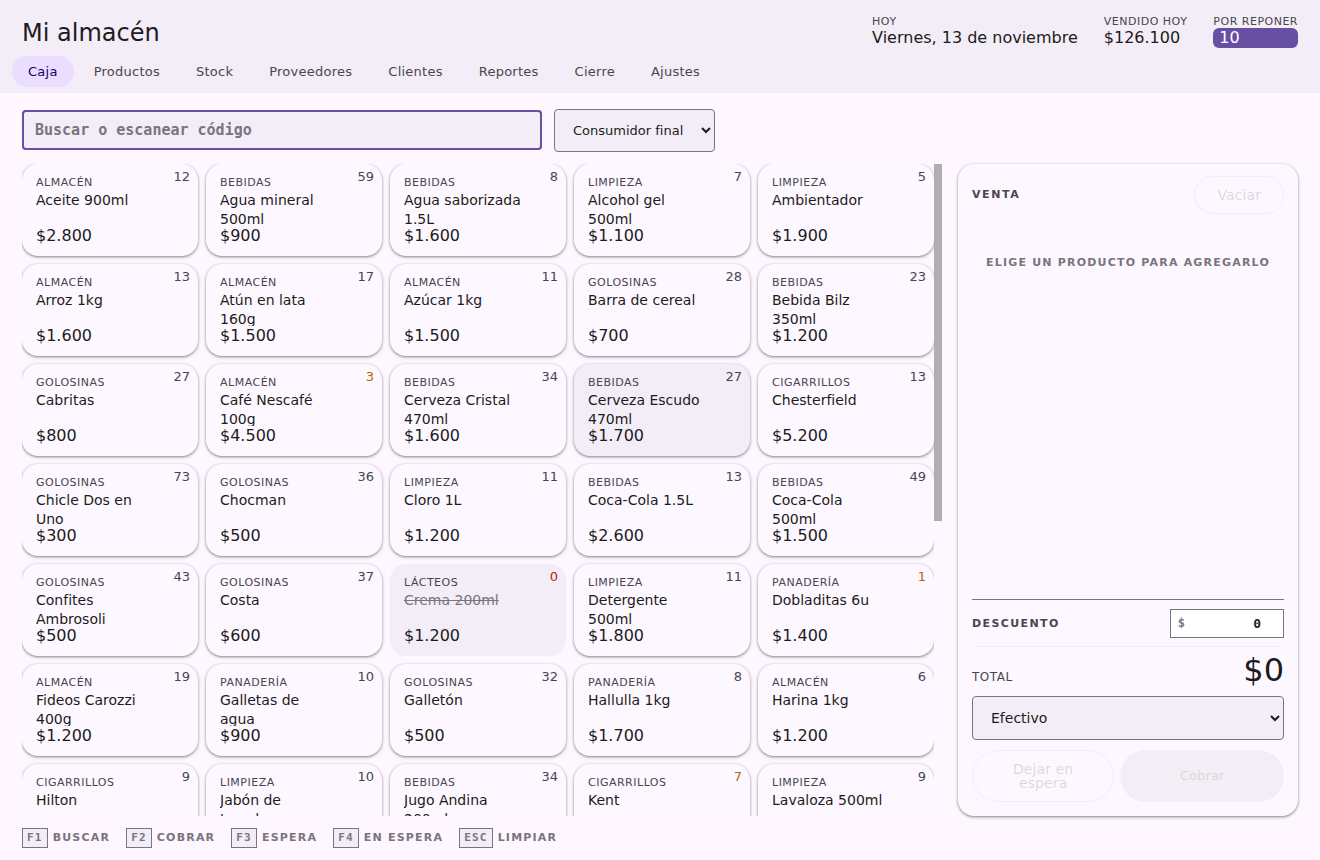 Mi almacén
HOY
Viernes, 13 de noviembre
VENDIDO HOY
$126.100
POR REPONER
10
Caja
Productos
Stock
Proveedores
Clientes
Reportes
Cierre
Ajustes
Buscar o escanear código
Consumidor final
ALMACÉN 12
Aceite 900ml
$2.800
BEBIDAS 59
Agua mineral
500ml
$900
BEBIDAS 8
Agua saborizada
1.5L
$1.600
LIMPIEZA 7
Alcohol gel
500ml
$1.100
LIMPIEZA 5
Ambientador
$1.900
ALMACÉN 13
Arroz 1kg
$1.600
ALMACÉN 17
Atún en lata
160g
$1.500
ALMACÉN 11
Azúcar 1kg
$1.500
GOLOSINAS 28
Barra de cereal
$700
BEBIDAS 23
Bebida Bilz
350ml
$1.200
GOLOSINAS 27
Cabritas
$800
ALMACÉN 3
Café Nescafé
100g
$4.500
BEBIDAS 34
Cerveza Cristal
470ml
$1.600
BEBIDAS 27
Cerveza Escudo
470ml
$1.700
CIGARRILLOS 13
Chesterfield
$5.200
GOLOSINAS 73
Chicle Dos en
Uno
$300
GOLOSINAS 36
Chocman
$500
LIMPIEZA 11
Cloro 1L
$1.200
BEBIDAS 13
Coca-Cola 1.5L
$2.600
BEBIDAS 49
Coca-Cola
500ml
$1.500
GOLOSINAS 43
Confites
Ambrosoli
$500
GOLOSINAS 37
Costa
$600
LÁCTEOS 0
Crema 200ml
$1.200
LIMPIEZA 11
Detergente
500ml
$1.800
PANADERÍA 1
Dobladitas 6u
$1.400
ALMACÉN 19
Fideos Carozzi
400g
$1.200
PANADERÍA 10
Galletas de
agua
$900
GOLOSINAS 32
Galletón
$500
PANADERÍA 8
Hallulla 1kg
$1.700
ALMACÉN 6
Harina 1kg
$1.200
CIGARRILLOS 9
Hilton
LIMPIEZA 10
Jabón de
BEBIDAS 34
Jugo Andina
CIGARRILLOS 7
Kent
LIMPIEZA 9
Lavaloza 500ml
VENTA
Vaciar
ELIGE UN PRODUCTO PARA AGREGARLO
DESCUENTO $ 0
TOTAL $0
Efectivo
Dejar en
espera
Cobrar
F1 BUSCAR F2 COBRAR F3 ESPERA F4 EN ESPERA ESC LIMPIAR